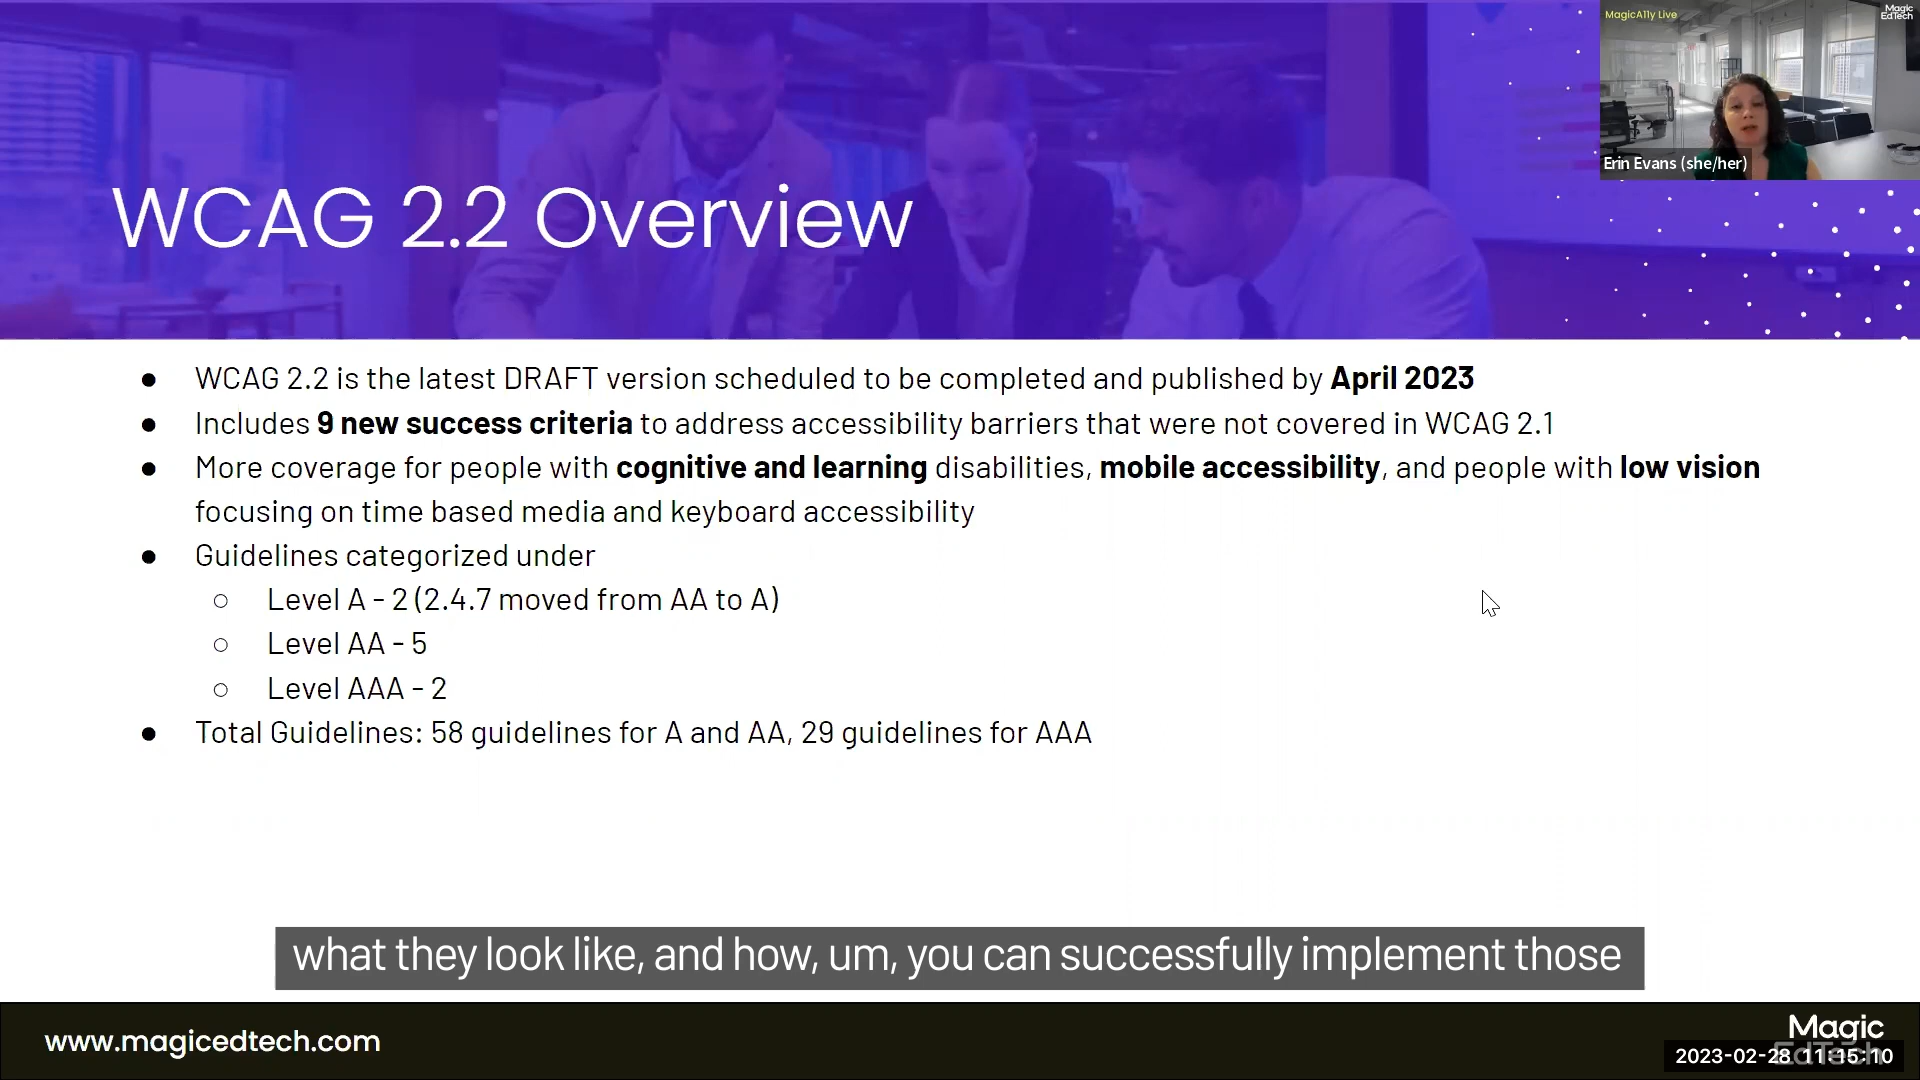 MagicA11y Live
Magic
EdTech
Erin Evans (she/her)
WCAG 2.2 Overview
● WCAG 2.2 is the latest DRAFT version scheduled to be completed and published by April 2023
● Includes 9 new success criteria to address accessibility barriers that were not covered in WCAG 2.1
● More coverage for people with cognitive and learning disabilities, mobile accessibility, and people with low vision
focusing on time based media and keyboard accessibility
● Guidelines categorized under
○ Level A - 2 (2.4.7 moved from AA to A)
○ Level AA - 5
○ Level AAA - 2
● Total Guidelines: 58 guidelines for A and AA, 29 guidelines for AAA
what they look like, and how, um, you can successfully implement those
www.magicedtech.com
Magic
EdTech
2023-02-28 11:15:10